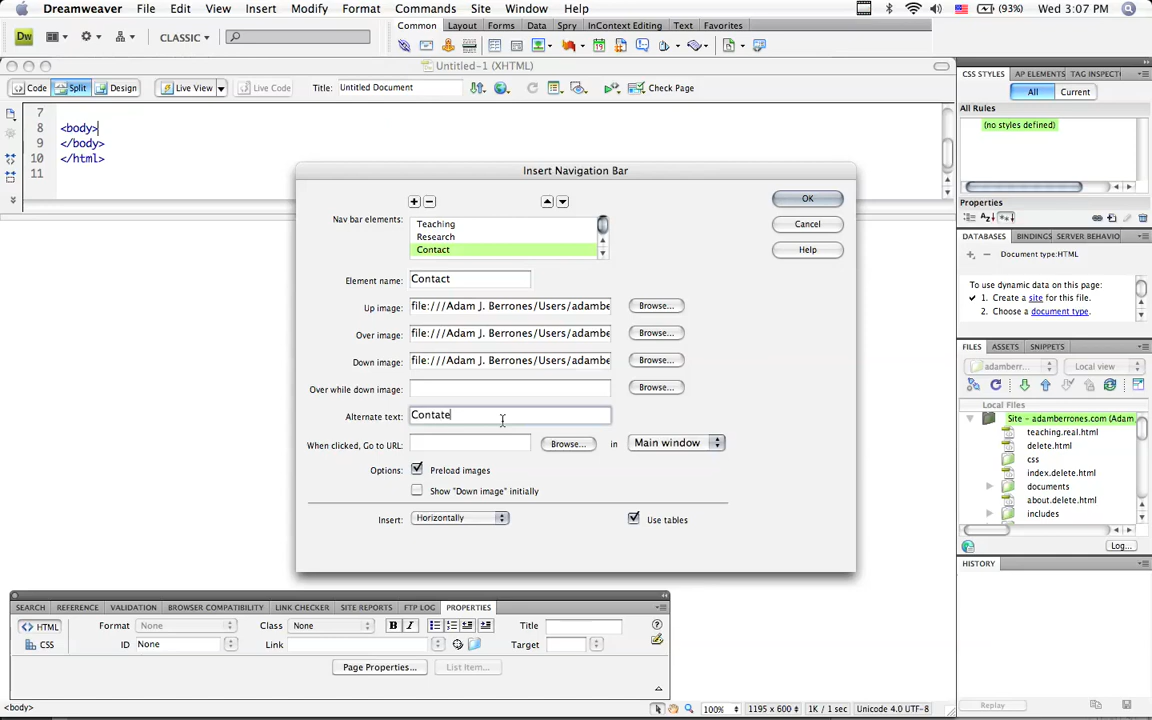 Dreamweaver File Edit View Insert Modify Format Commands Site Window Help (93%) Wed 3:07 PM
Dw CLASSIC Common Layout Forms Data Spry InContext Editing Text Favorites
Untitled-1 (XHTML)
Code Split Design Live View Live Code Title: Untitled Document Check Page
7
8 <body>
9 </body>
10 </html>
11
Insert Navigation Bar
Nav bar elements: Teaching
Research
Contact
Element name: Contact
Up image: file:///Adam J. Berrones/Users/adambe Browse...
Over image: file:///Adam J. Berrones/Users/adambe Browse...
Down image: file:///Adam J. Berrones/Users/adambe Browse...
Over while down image: Browse...
Alternate text: Contate
When clicked, Go to URL: Browse... in Main window
Options: Preload images
Show "Down image" initially
Insert: Horizontally Use tables
OK
Cancel
Help
CSS STYLES AP ELEMENTS TAG INSPECT
All Current
All Rules
(no styles defined)
Properties
DATABASES BINDINGS SERVER BEHAVIO
Document type:HTML
To use dynamic data on this page:
1. Create a site for this file.
2. Choose a document type.
FILES ASSETS SNIPPETS
adamberr... Local view
Local Files
Site - adamberrones.com (Adam
teaching.real.html
delete.html
css
index.delete.html
documents
about.delete.html
includes
Log...
HISTORY
Replay
SEARCH REFERENCE VALIDATION BROWSER COMPATIBILITY LINK CHECKER SITE REPORTS FTP LOG PROPERTIES
HTML Format None Class None B I Title
CSS ID None Link Target
Page Properties... List Item...
<body> 100% 1195 x 600 1K / 1 sec Unicode 4.0 UTF-8